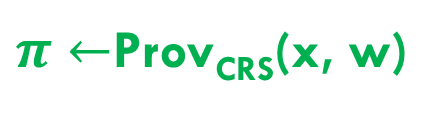 π ←Prov_CRS(x, w)